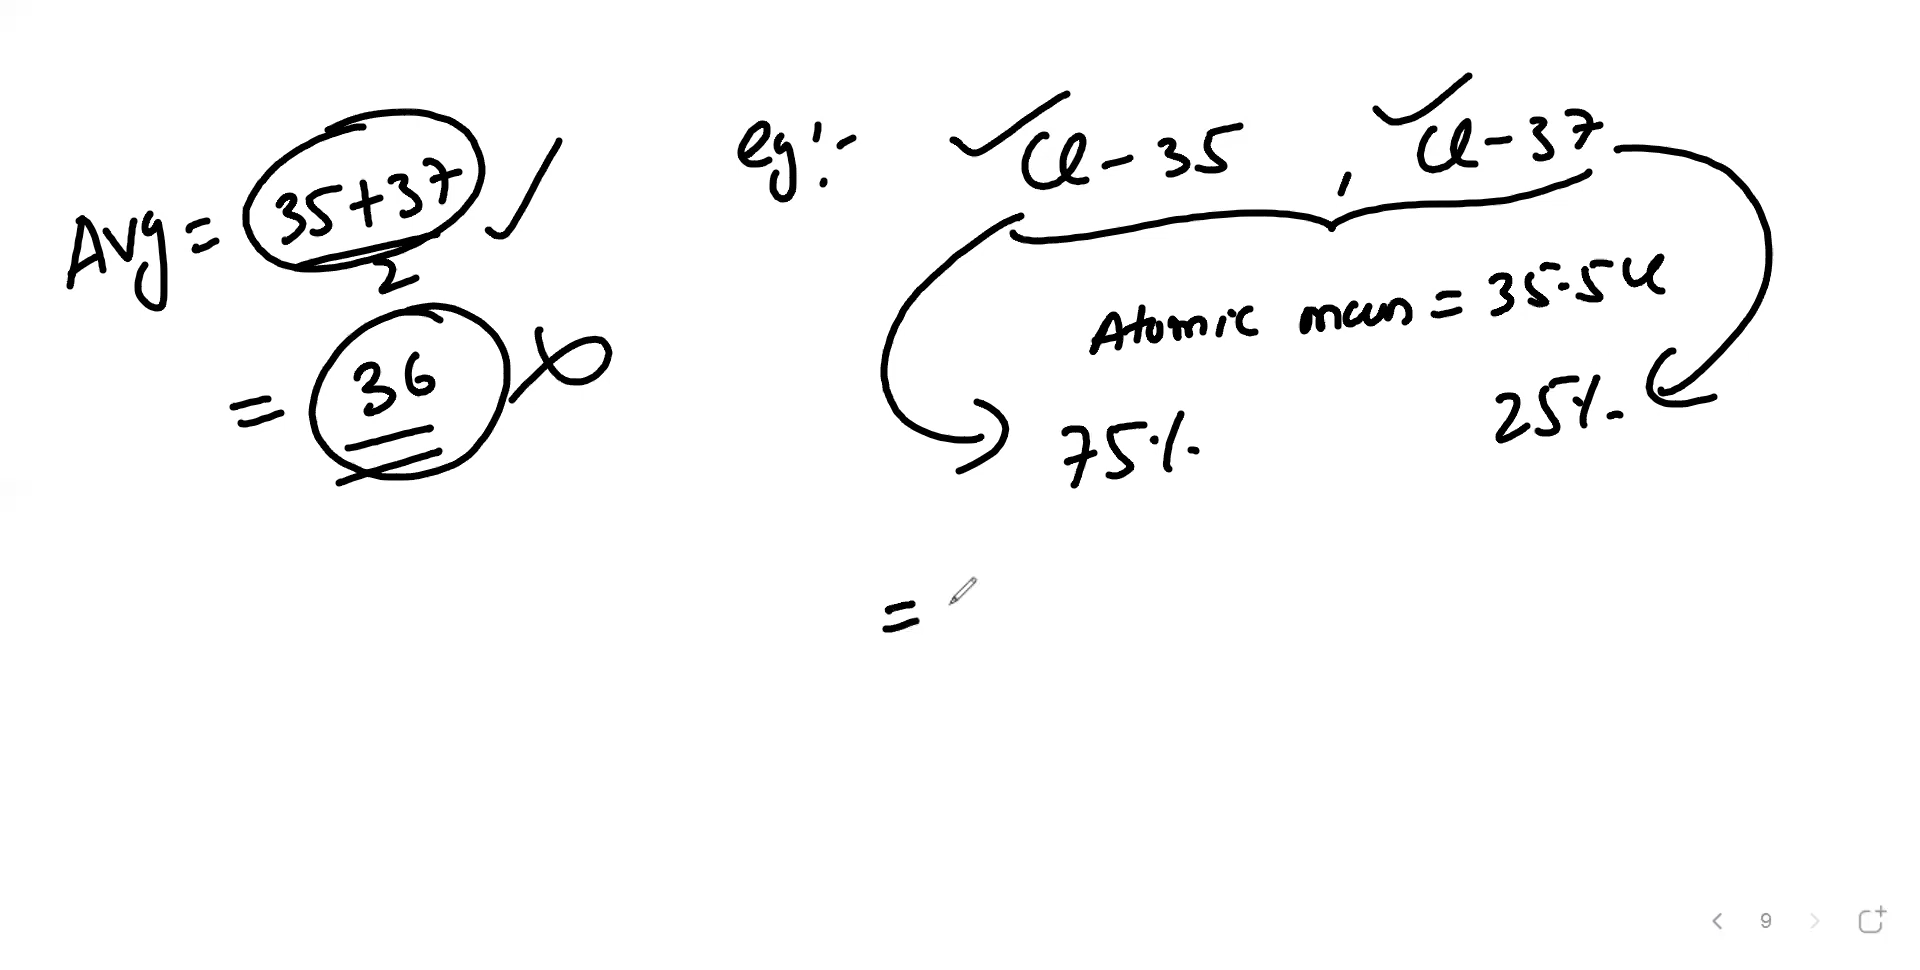 Avg = 35+37
2
= 36
eg:- Cl-35 , Cl-37
Atomic mass = 35.5u
75%. 25%.
=
9